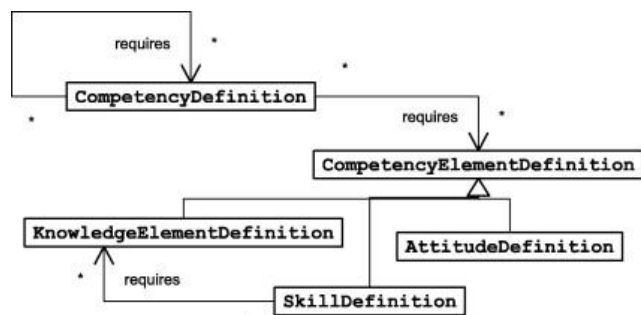 requires
*
*
CompetencyDefinition
*
requires
*
CompetencyElementDefinition
KnowledgeElementDefinition
AttitudeDefinition
*
requires
SkillDefinition